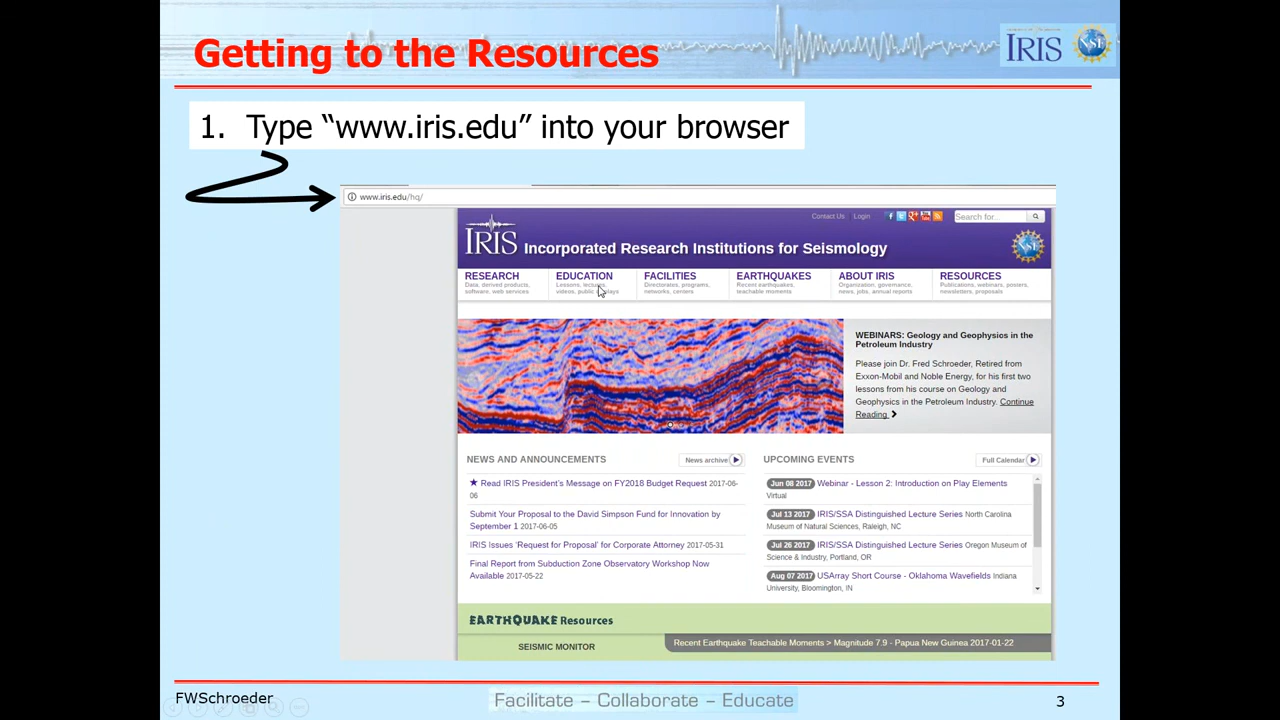 Getting to the Resources
IRIS
NSF
1. Type “www.iris.edu” into your browser
www.iris.edu/hq/
Contact Us Login
Search for...
IRIS Incorporated Research Institutions for Seismology
RESEARCH
Data, derived products,
software, web services
EDUCATION
Lessons, lectures,
videos, public displays
FACILITIES
Directorates, programs,
networks, centers
EARTHQUAKES
Recent earthquakes,
teachable moments
ABOUT IRIS
Organization, governance,
news, jobs, annual reports
RESOURCES
Publications, webinars, posters,
newsletters, proposals
WEBINARS: Geology and Geophysics in the
Petroleum Industry
Please join Dr. Fred Schroeder, Retired from
Exxon-Mobil and Noble Energy, for his first two
lessons from his course on Geology and
Geophysics in the Petroleum Industry. Continue
Reading
NEWS AND ANNOUNCEMENTS
News archive
Read IRIS President's Message on FY2018 Budget Request 2017-06-
06
Submit Your Proposal to the David Simpson Fund for Innovation by
September 1 2017-06-05
IRIS Issues 'Request for Proposal' for Corporate Attorney 2017-05-31
Final Report from Subduction Zone Observatory Workshop Now
Available 2017-05-22
UPCOMING EVENTS
Full Calendar
Jun 08 2017 Webinar - Lesson 2: Introduction on Play Elements
Virtual
Jul 13 2017 IRIS/SSA Distinguished Lecture Series North Carolina
Museum of Natural Sciences, Raleigh, NC
Jul 26 2017 IRIS/SSA Distinguished Lecture Series Oregon Museum of
Science & Industry, Portland, OR
Aug 07 2017 USArray Short Course - Oklahoma Wavefields Indiana
University, Bloomington, IN
EARTHQUAKE Resources
SEISMIC MONITOR
Recent Earthquake Teachable Moments > Magnitude 7.9 - Papua New Guinea 2017-01-22
FWSchroeder
Facilitate – Collaborate – Educate
3